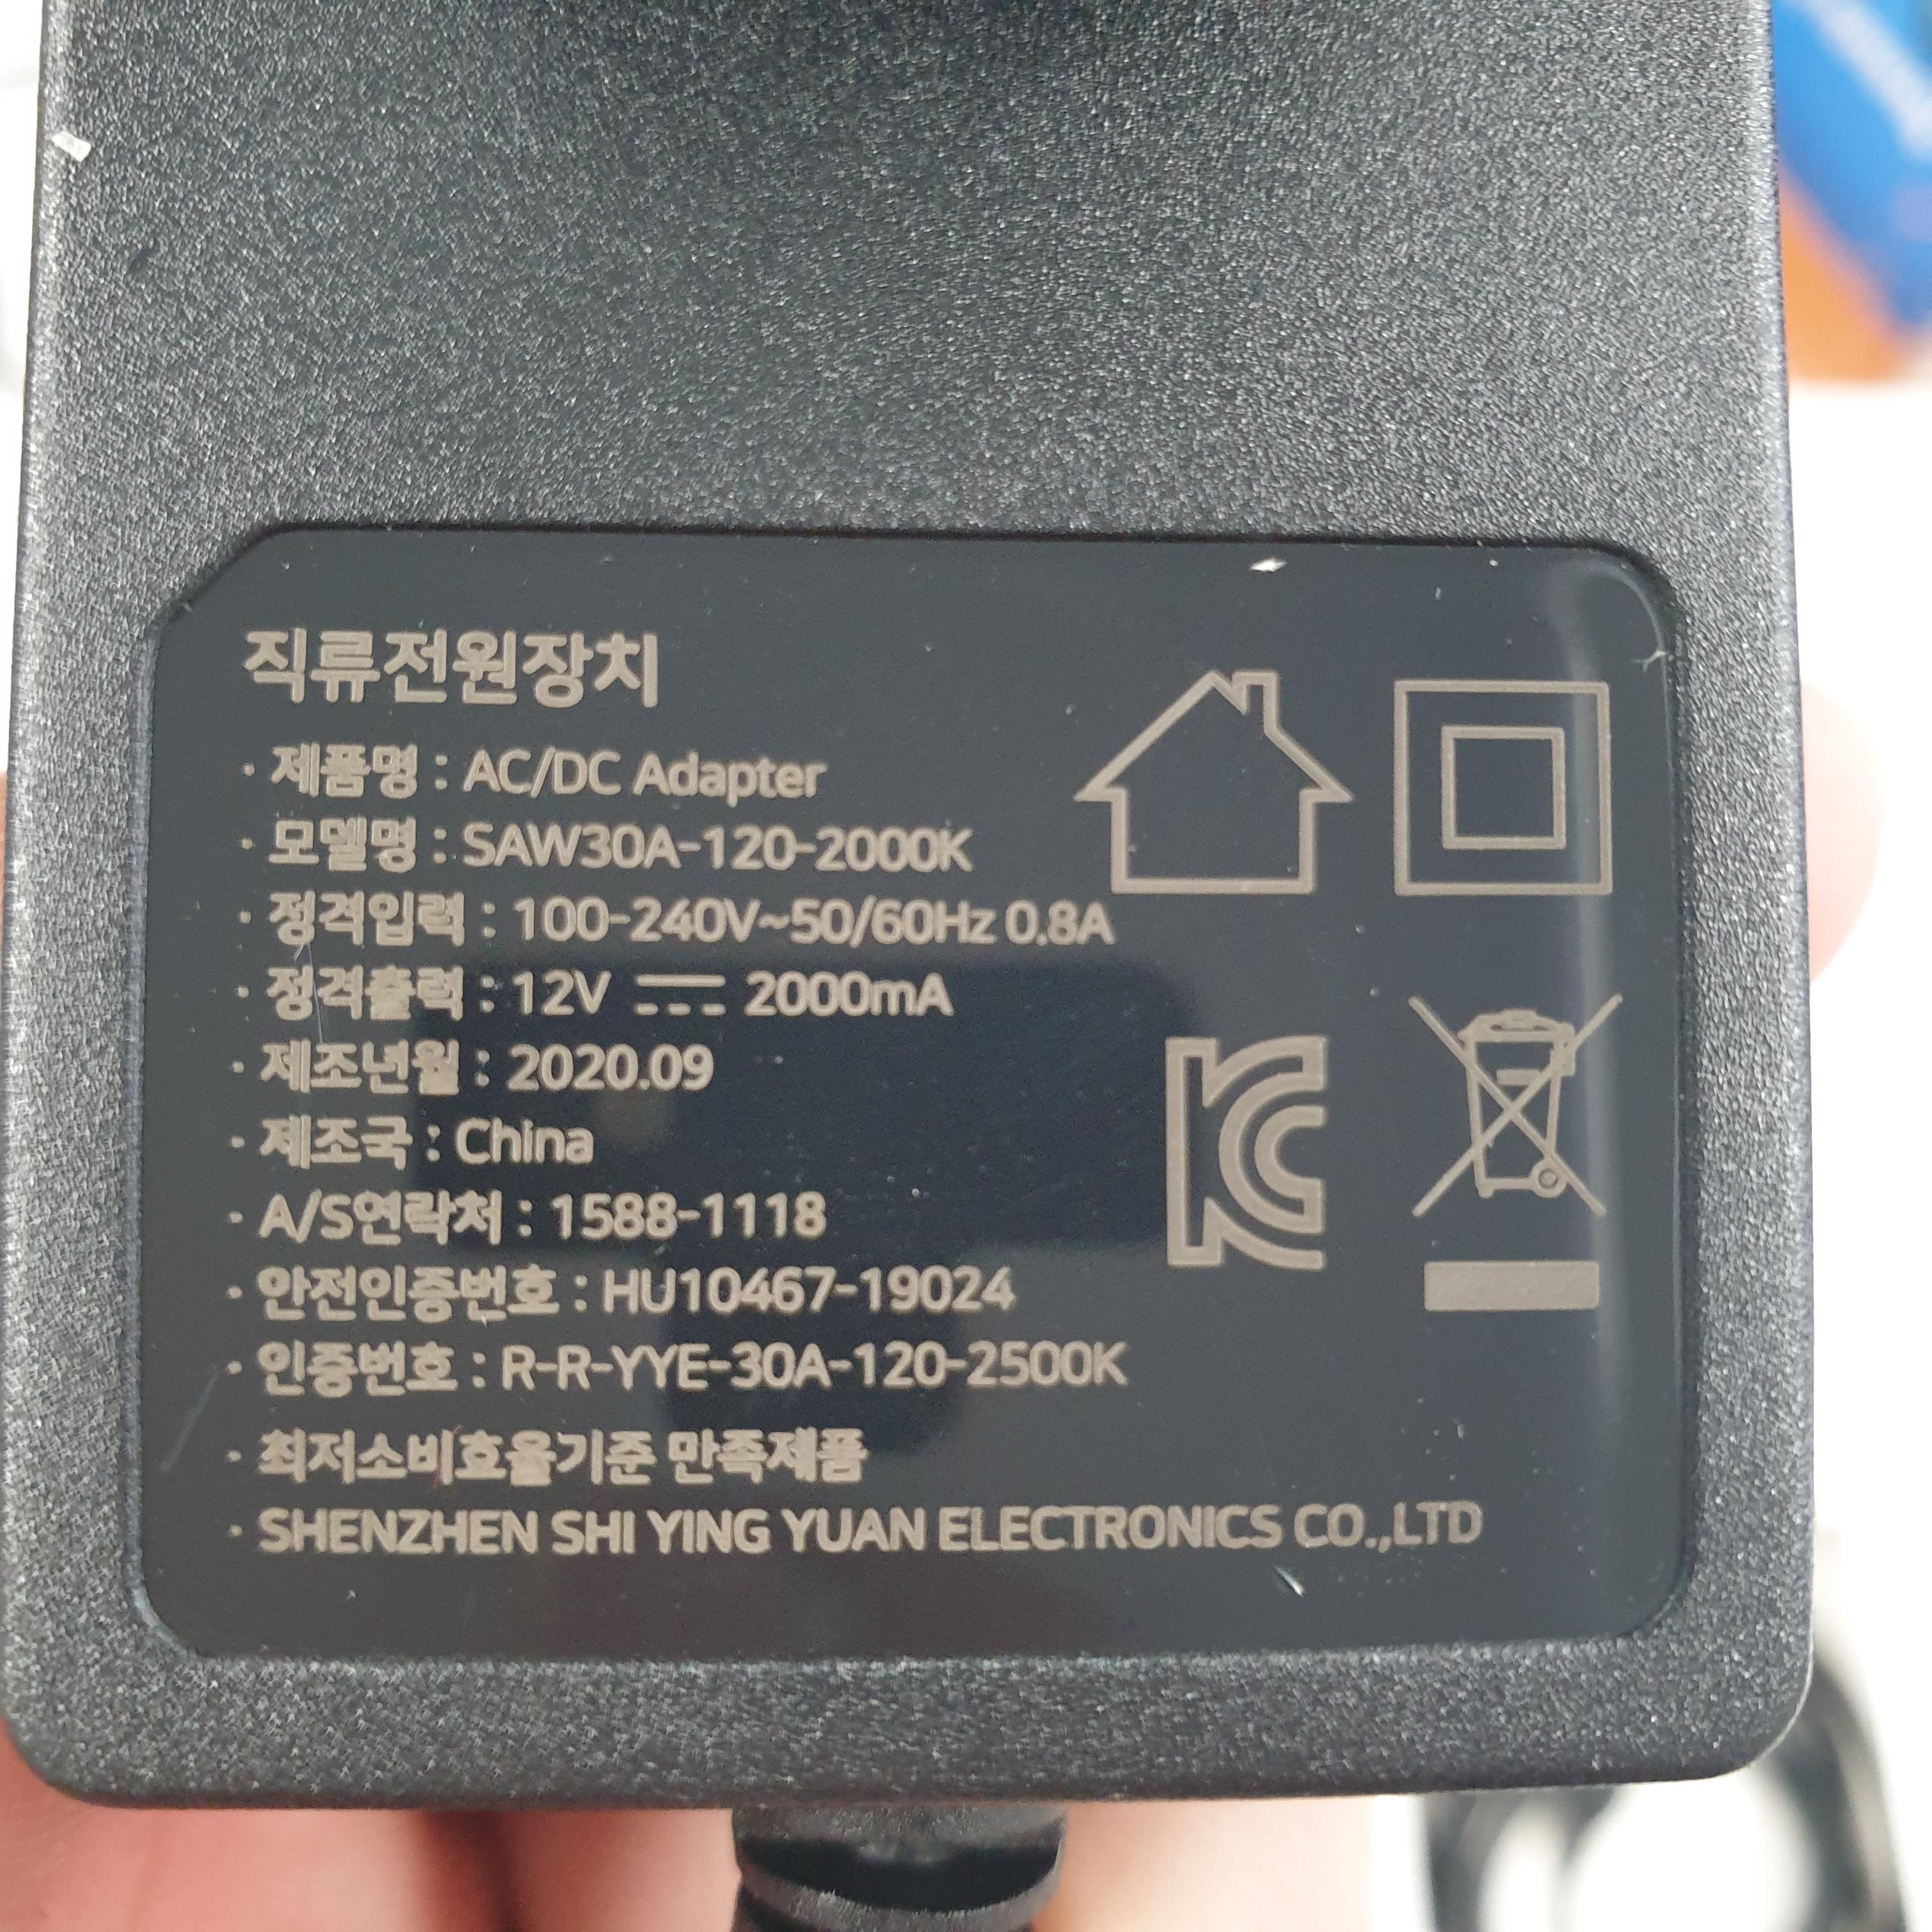 직류전원장치
· 제품명 : AC/DC Adapter
· 모델명 : SAW30A-120-2000K
· 정격입력 : 100-240V~50/60Hz 0.8A
· 정격출력 : 12V ⎓ 2000mA
· 제조년월 : 2020.09
· 제조국 : China
· A/S연락처 : 1588-1118
· 안전인증번호 : HU10467-19024
· 인증번호 : R-R-YYE-30A-120-2500K
· 최저소비효율기준 만족제품
· SHENZHEN SHI YING YUAN ELECTRONICS CO.,LTD
KC